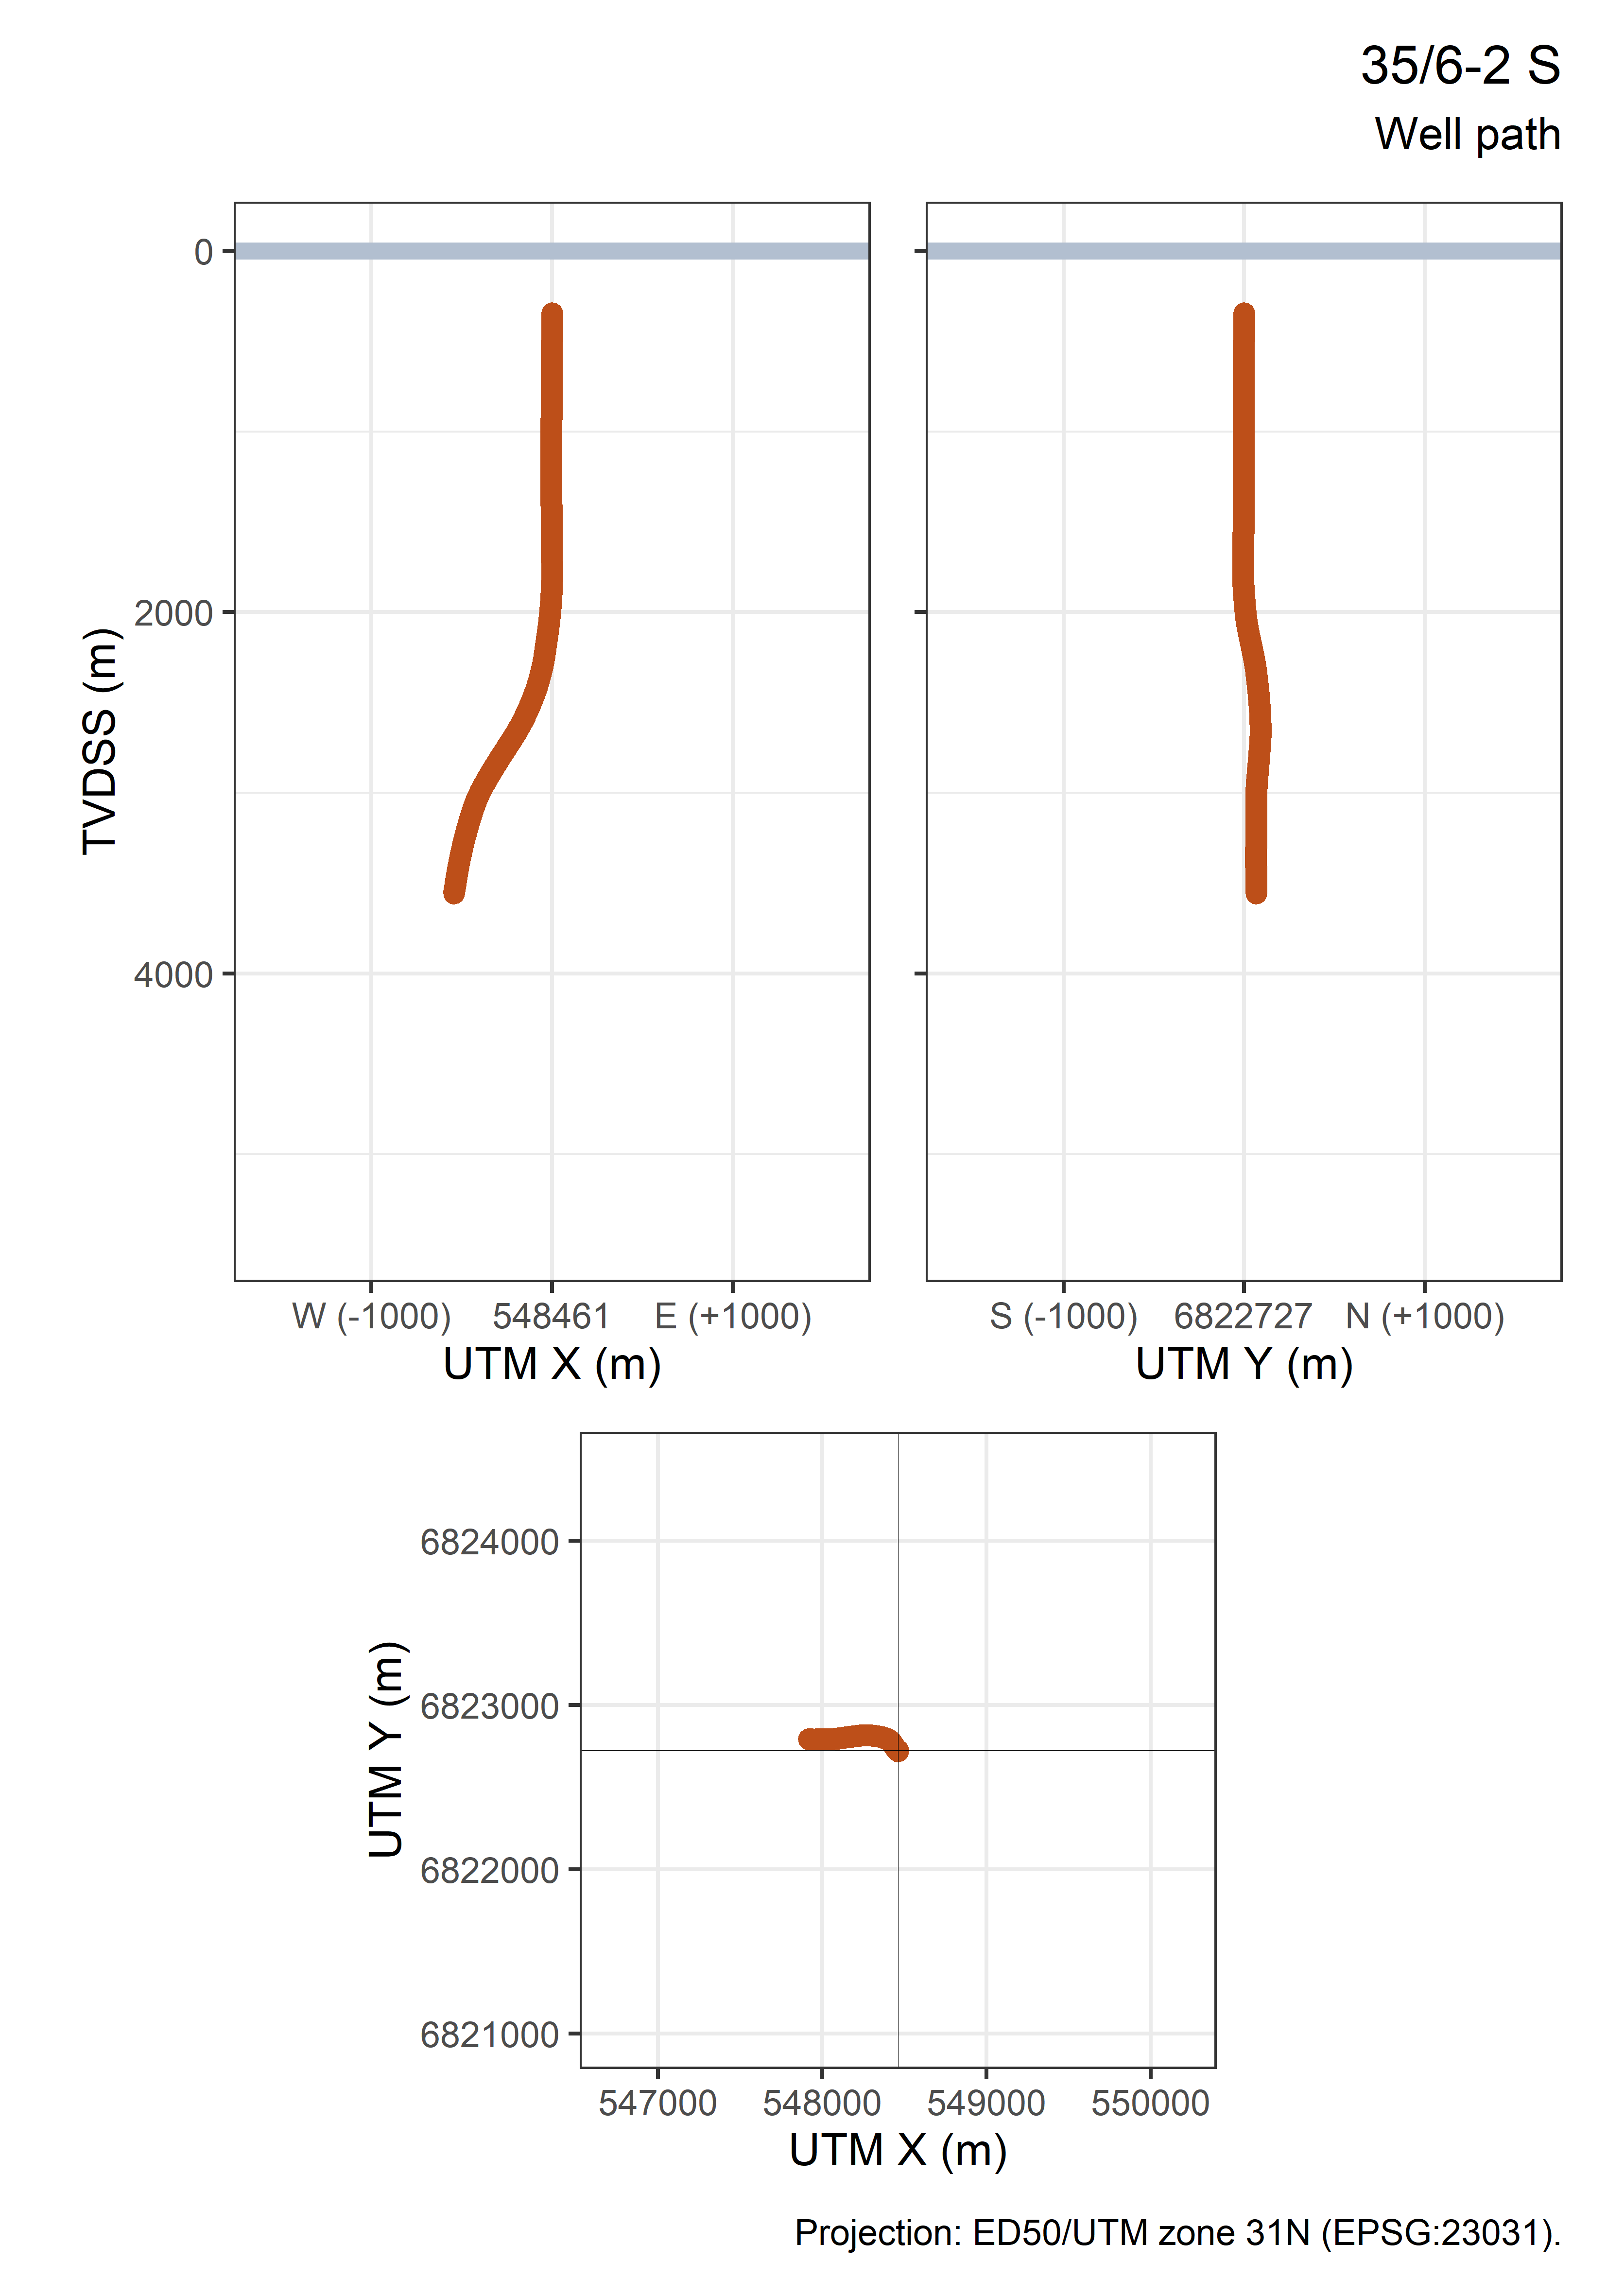 35/6-2 S
Well path
TVDSS (m)
0
2000
4000
W (-1000) 548461 E (+1000)
UTM X (m)
S (-1000) 6822727 N (+1000)
UTM Y (m)
UTM Y (m)
6824000
6823000
6822000
6821000
547000 548000 549000 550000
UTM X (m)
Projection: ED50/UTM zone 31N (EPSG:23031).